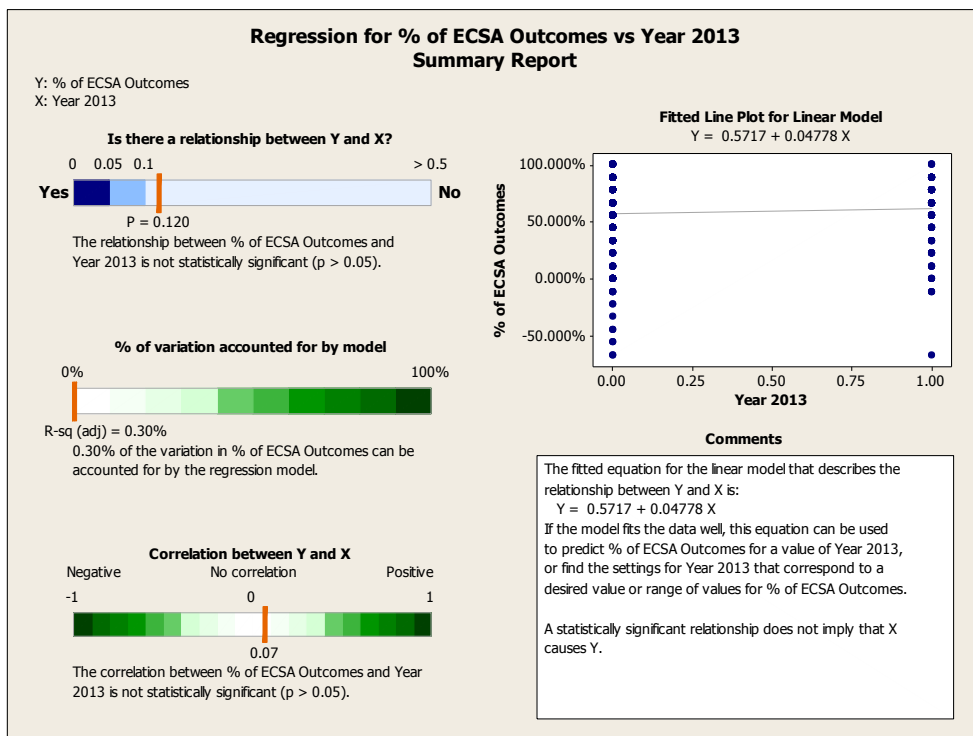 Regression for % of ECSA Outcomes vs Year 2013
Summary Report
Y: % of ECSA Outcomes
X: Year 2013
Is there a relationship between Y and X?
0 0.05 0.1 > 0.5
Yes No
P = 0.120
The relationship between % of ECSA Outcomes and
Year 2013 is not statistically significant (p > 0.05).
% of variation accounted for by model
0% 100%
R-sq (adj) = 0.30%
0.30% of the variation in % of ECSA Outcomes can be
accounted for by the regression model.
Correlation between Y and X
Negative No correlation Positive
-1 0 1
0.07
The correlation between % of ECSA Outcomes and Year
2013 is not statistically significant (p > 0.05).
Fitted Line Plot for Linear Model
Y = 0.5717 + 0.04778 X
100.000%
50.000%
0.000%
-50.000%
% of ECSA Outcomes
0.00 0.25 0.50 0.75 1.00
Year 2013
Comments
The fitted equation for the linear model that describes the
relationship between Y and X is:
Y = 0.5717 + 0.04778 X
If the model fits the data well, this equation can be used
to predict % of ECSA Outcomes for a value of Year 2013,
or find the settings for Year 2013 that correspond to a
desired value or range of values for % of ECSA Outcomes.
A statistically significant relationship does not imply that X
causes Y.